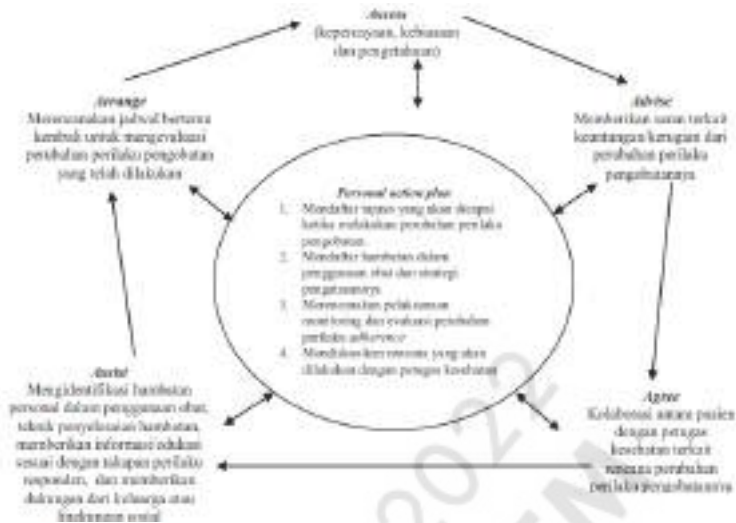 Assess
(kepercayaan, kebiasaan
dan pengetahuan)
Arrange
Merencanakan jadwal bertemu
kembali untuk mengevaluasi
perubahan perilaku pengobatan
yang telah dilakukan
Advise
Memberikan saran terkait
keuntungan/kerugian dari
perubahan perilaku
pengobatannya
Personal action plan
1. Mendaftar tujuan yang akan dicapai
ketika melakukan perubahan perilaku
pengobatan.
2. Mendaftar hambatan dalam
penggunaan obat dan strategi
pengatasannya
3. Merencanakan pelaksanaan
monitoring dan evaluasi perubahan
perilaku adherence
4. Mendiskusikan rencana yang akan
dilakukan dengan petugas kesehatan
Assist
Mengidentifikasi hambatan
personal dalam penggunaan obat,
teknik penyelesaian hambatan,
memberikan informasi edukasi
sesuai dengan tahapan perilaku
responden, dan memberikan
dukungan dari keluarga atau
lingkungan sosial
Agree
Kolaborasi antara pasien
dengan petugas
kesehatan terkait
rencana perubahan
perilaku pengobatannya
2022